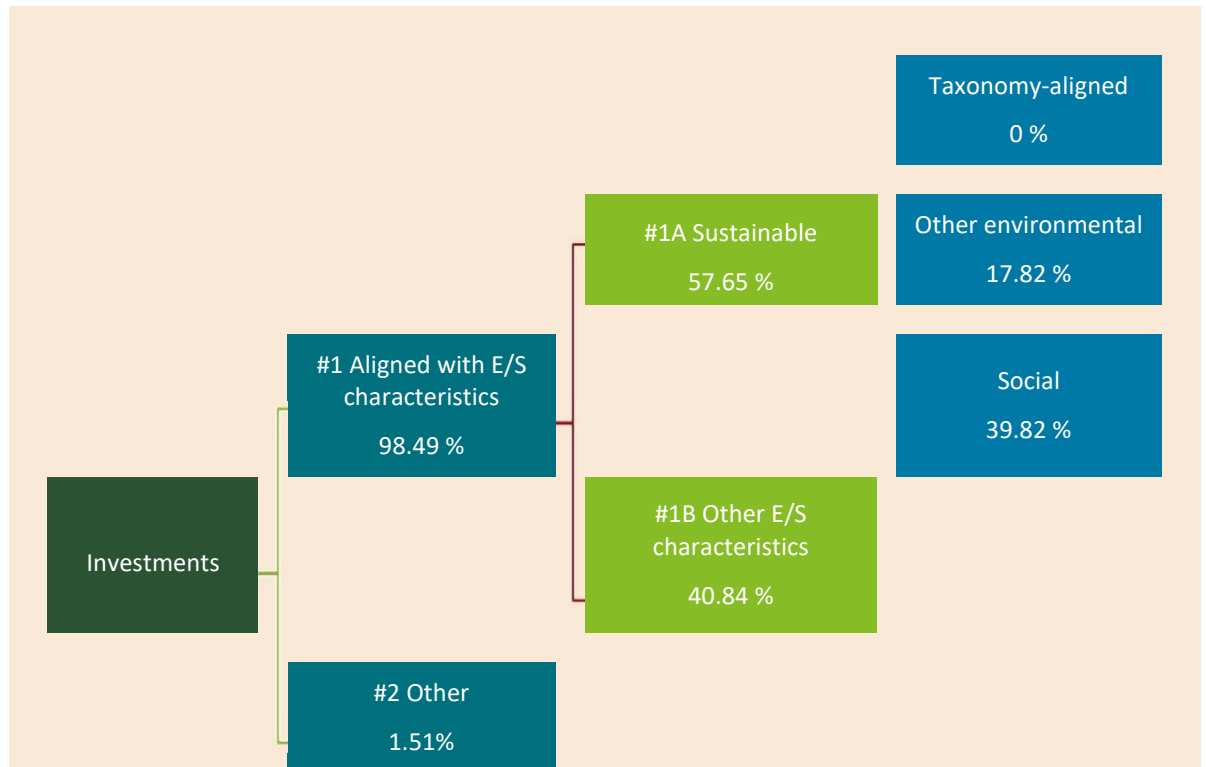 Taxonomy-aligned
0 %
#1A Sustainable
57.65 %
Other environmental
17.82 %
#1 Aligned with E/S
characteristics
98.49 %
Social
39.82 %
Investments
#1B Other E/S
characteristics
40.84 %
#2 Other
1.51%